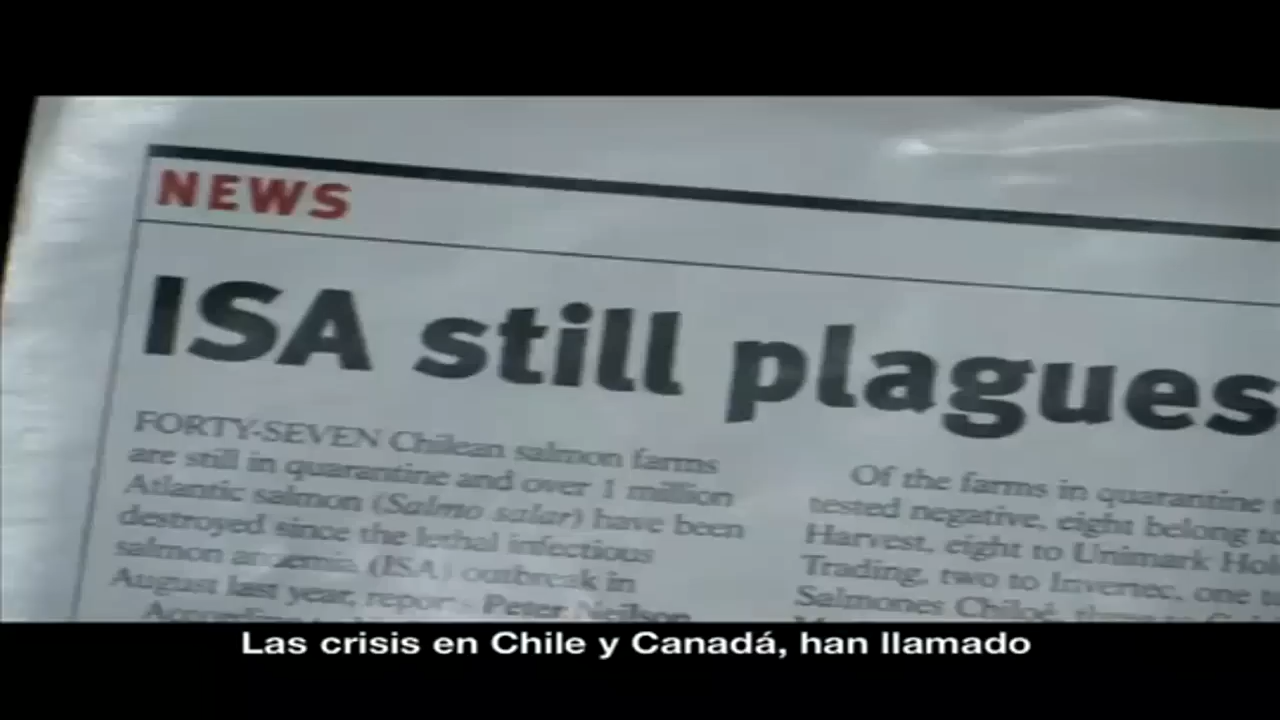 NEWS
ISA still plagues
FORTY-SEVEN Chilean salmon farms
are still in quarantine and over 1 million
Atlantic salmon (Salmo salar) have been
destroyed since the lethal infectious
salmon anaemia (ISA) outbreak in
August last year, reports Peter Neilson
According
Of the farms in quarantine
tested negative, eight belong to
Harvest, eight to Unimark
Trading, two to Invertec, one
Salmones Chiloé, three to
Las crisis en Chile y Canadá, han llamado